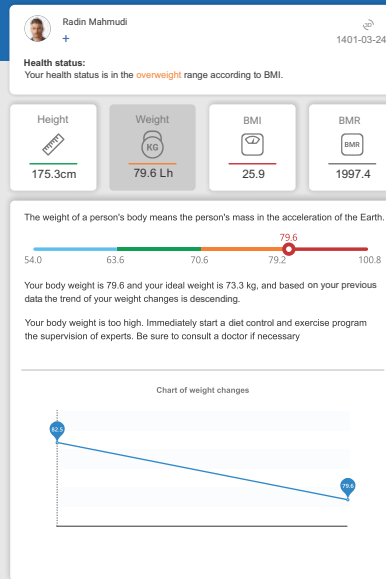 Radin Mahmudi
+
3D
1401-03-24
Health status:
Your health status is in the overweight range according to BMI.
Height
Weight
BMI
BMR
KG
BMR
175.3cm
79.6 Lh
25.9
1997.4
The weight of a person's body means the person's mass in the acceleration of the Earth.
79.6
54.0
63.6
70.6
79.2
100.8
Your body weight is 79.6 and your ideal weight is 73.3 kg, and based on your previous
data the trend of your weight changes is descending.
Your body weight is too high. Immediately start a diet control and exercise program
the supervision of experts. Be sure to consult a doctor if necessary
Chart of weight changes
82.5
79.6